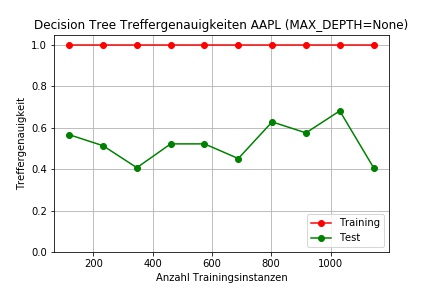 Decision Tree Treffergenauigkeiten AAPL (MAX_DEPTH=None)
1.0
0.8
0.6
0.4
0.2
0.0
Treffergenauigkeit
Training
Test
200 400 600 800 1000
Anzahl Trainingsinstanzen